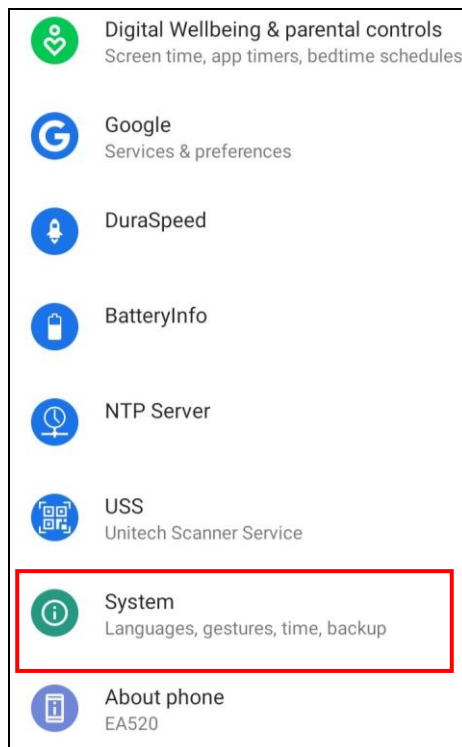 Digital Wellbeing & parental controls
Screen time, app timers, bedtime schedules
Google
Services & preferences
DuraSpeed
BatteryInfo
NTP Server
USS
Unitech Scanner Service
System
Languages, gestures, time, backup
About phone
EA520